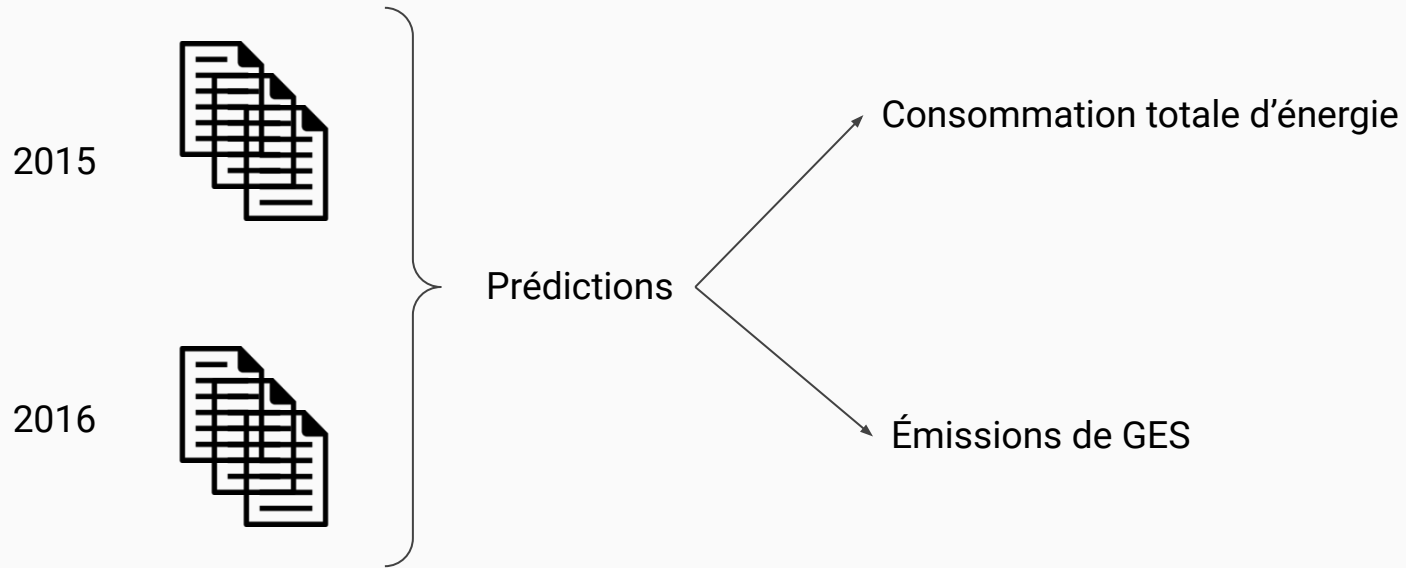 2015
2016
Prédictions
Consommation totale d’énergie
Émissions de GES